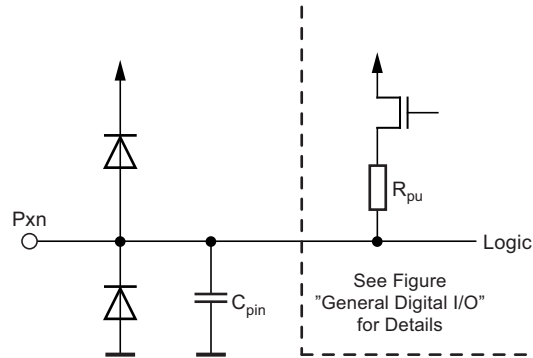 Pxn
R_pu
Logic
C_pin
See Figure
"General Digital I/O"
for Details